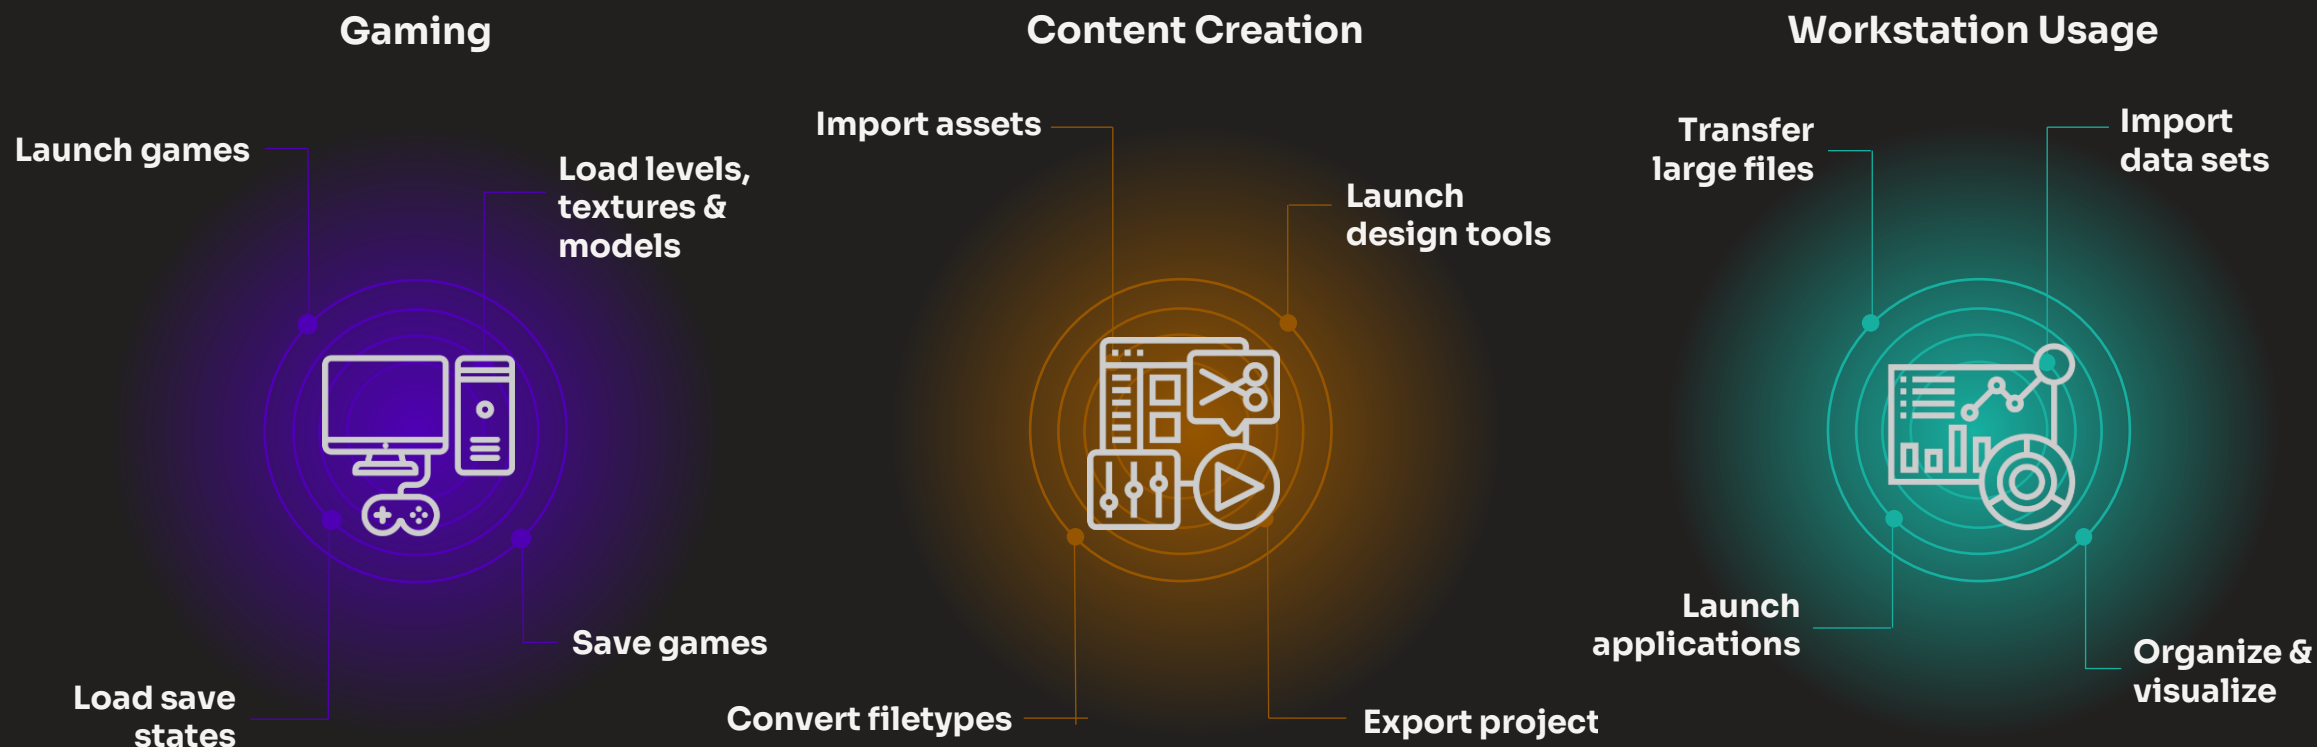 Gaming
Launch games
Load levels,
textures &
models
Save games
Load save
states
Content Creation
Import assets
Launch
design tools
Convert filetypes
Export project
Workstation Usage
Transfer
large files
Import
data sets
Launch
applications
Organize &
visualize